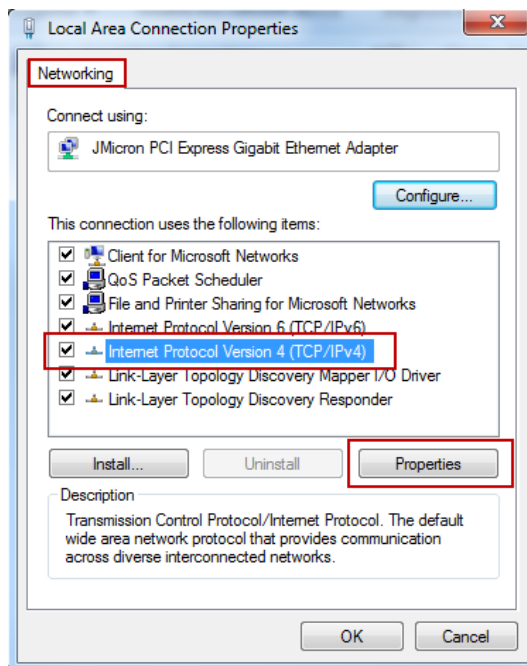 Local Area Connection Properties
Networking
Connect using:
JMicron PCI Express Gigabit Ethernet Adapter
Configure...
This connection uses the following items:
Client for Microsoft Networks
QoS Packet Scheduler
File and Printer Sharing for Microsoft Networks
Internet Protocol Version 6 (TCP/IPv6)
Internet Protocol Version 4 (TCP/IPv4)
Link-Layer Topology Discovery Mapper I/O Driver
Link-Layer Topology Discovery Responder
Install... Uninstall Properties
Description
Transmission Control Protocol/Internet Protocol. The default
wide area network protocol that provides communication
across diverse interconnected networks.
OK Cancel